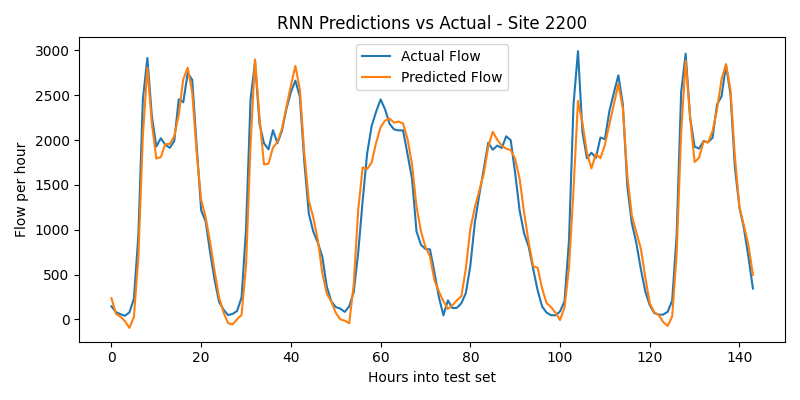 RNN Predictions vs Actual - Site 2200
Actual Flow
Predicted Flow
Flow per hour
3000
2500
2000
1500
1000
500
0
0 20 40 60 80 100 120 140
Hours into test set